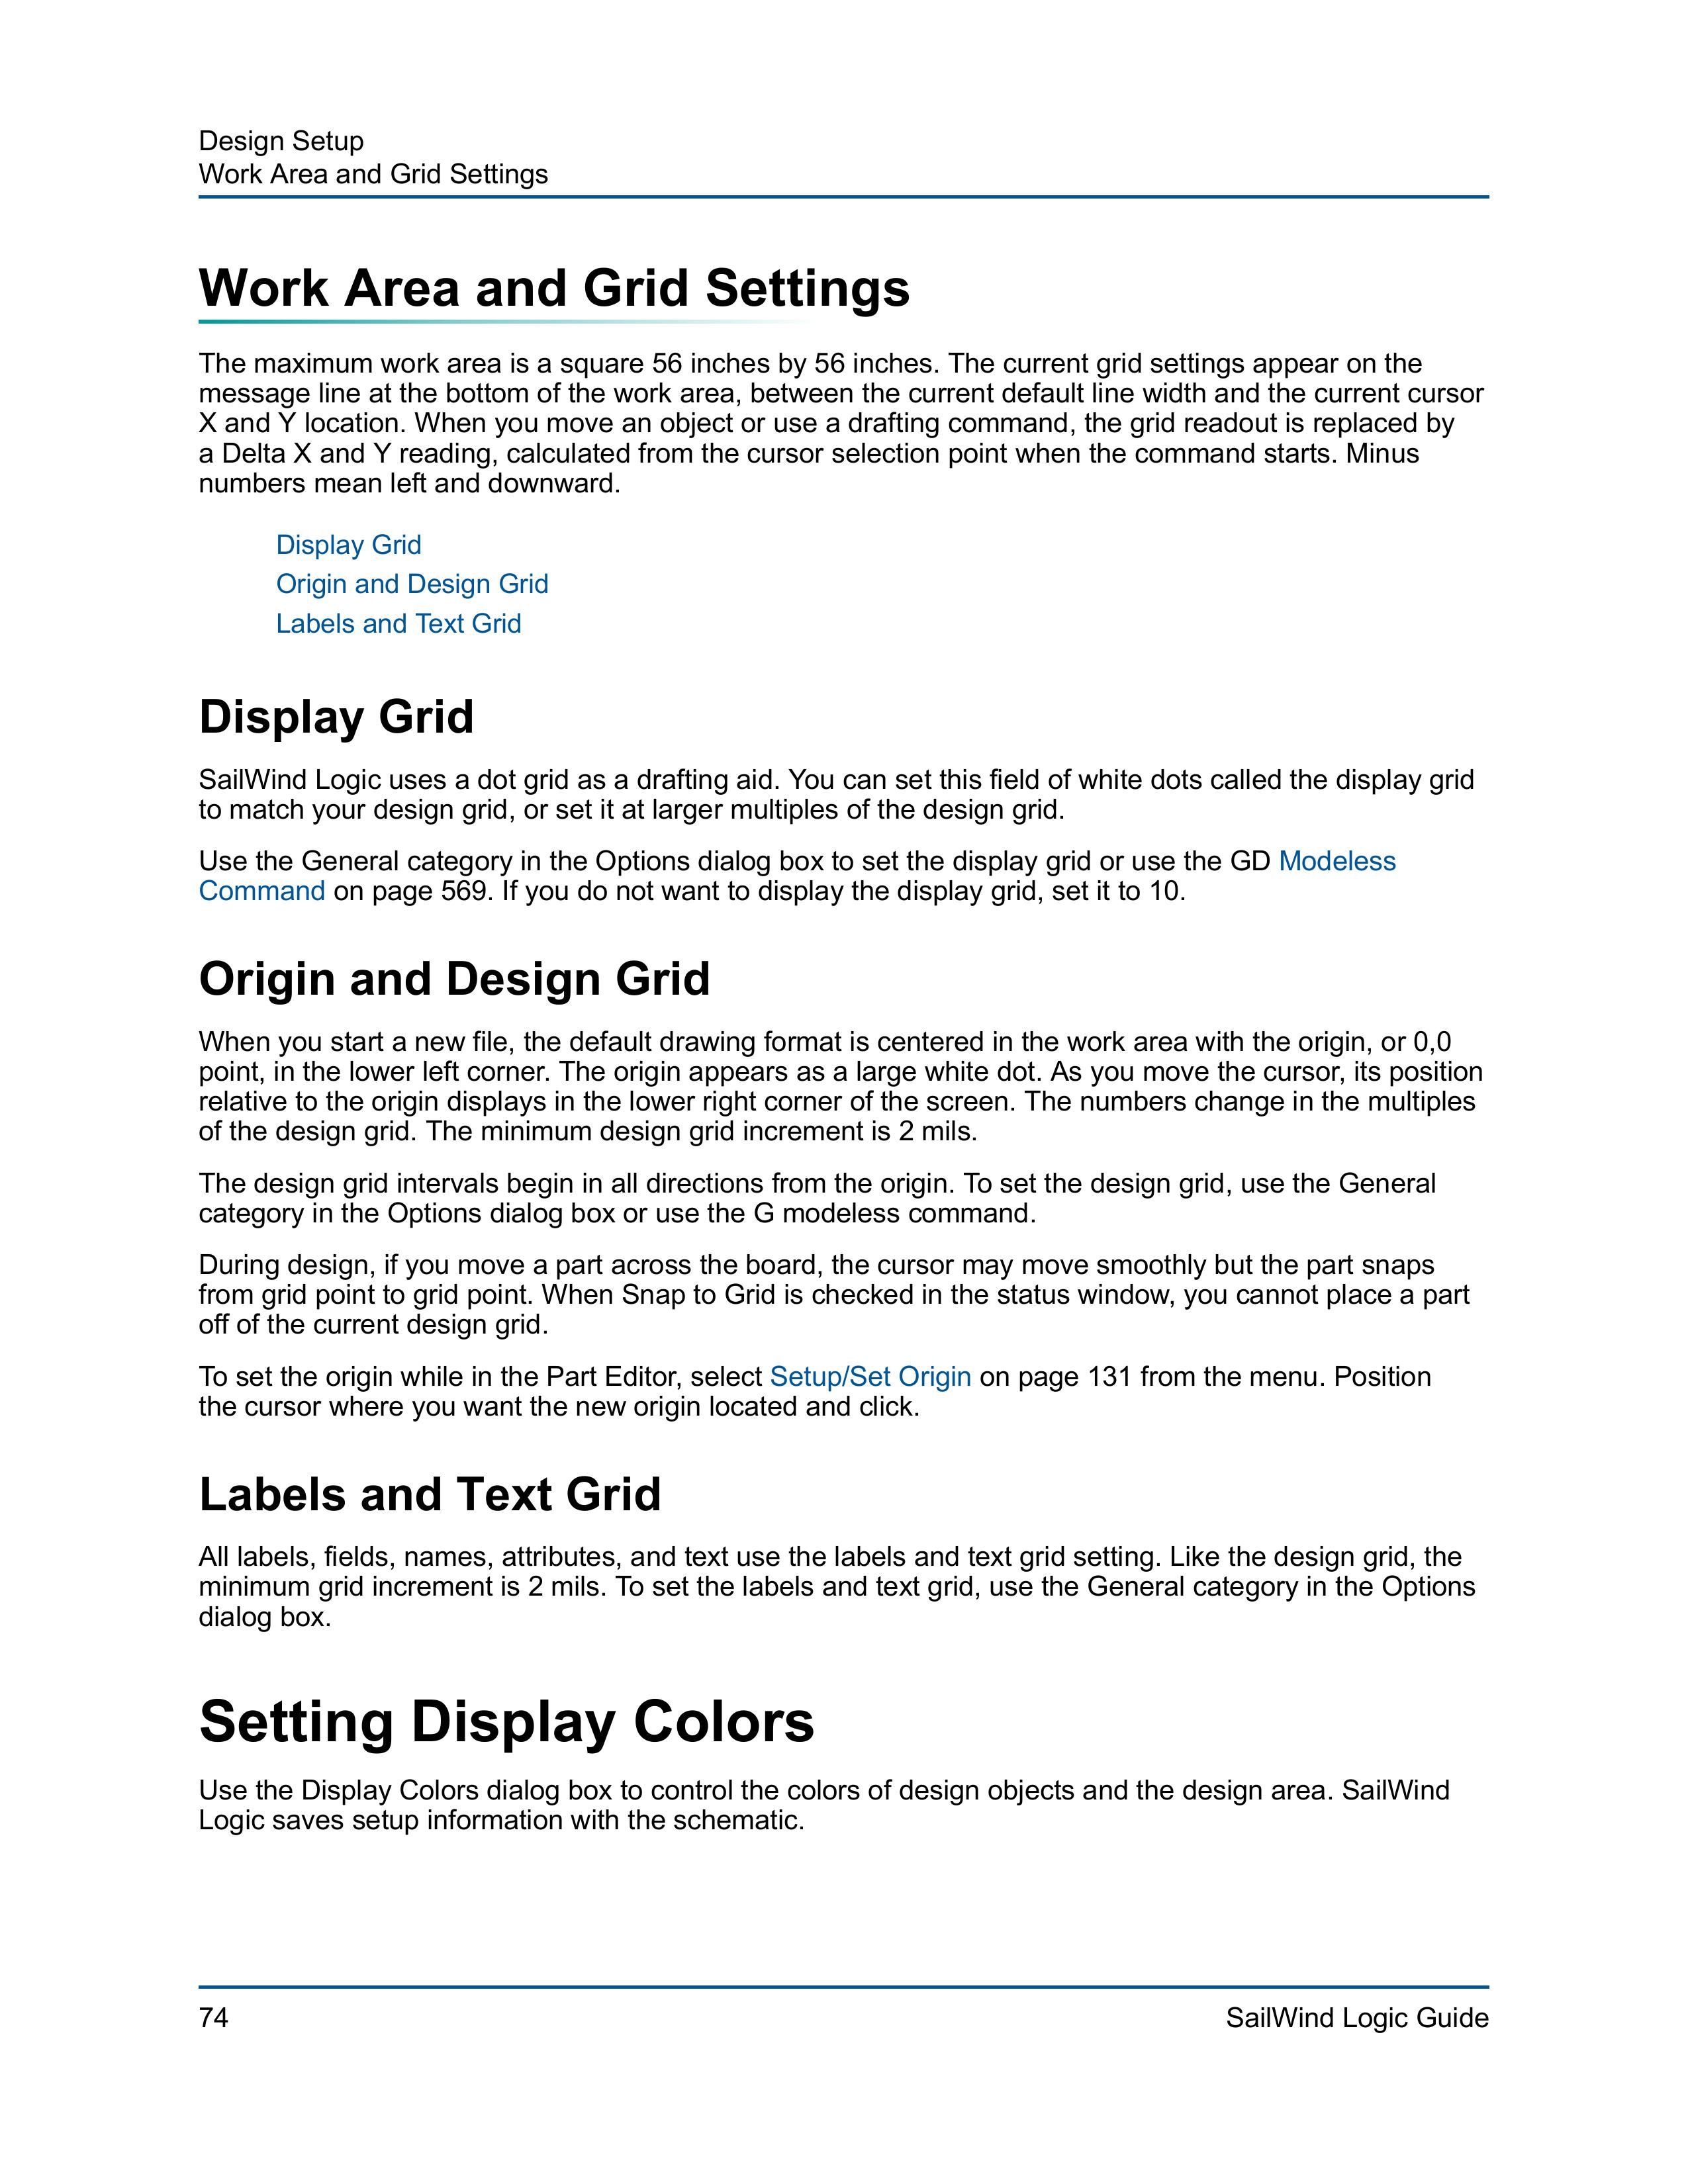 Design Setup
Work Area and Grid Settings
Work Area and Grid Settings
The maximum work area is a square 56 inches by 56 inches. The current grid settings appear on the
message line at the bottom of the work area, between the current default line width and the current cursor
X and Y location. When you move an object or use a drafting command, the grid readout is replaced by
a Delta X and Y reading, calculated from the cursor selection point when the command starts. Minus
numbers mean left and downward.
Display Grid
Origin and Design Grid
Labels and Text Grid
Display Grid
SailWind Logic uses a dot grid as a drafting aid. You can set this field of white dots called the display grid
to match your design grid, or set it at larger multiples of the design grid.
Use the General category in the Options dialog box to set the display grid or use the GD Modeless
Command on page 569. If you do not want to display the display grid, set it to 10.
Origin and Design Grid
When you start a new file, the default drawing format is centered in the work area with the origin, or 0,0
point, in the lower left corner. The origin appears as a large white dot. As you move the cursor, its position
relative to the origin displays in the lower right corner of the screen. The numbers change in the multiples
of the design grid. The minimum design grid increment is 2 mils.
The design grid intervals begin in all directions from the origin. To set the design grid, use the General
category in the Options dialog box or use the G modeless command.
During design, if you move a part across the board, the cursor may move smoothly but the part snaps
from grid point to grid point. When Snap to Grid is checked in the status window, you cannot place a part
off of the current design grid.
To set the origin while in the Part Editor, select Setup/Set Origin on page 131 from the menu. Position
the cursor where you want the new origin located and click.
Labels and Text Grid
All labels, fields, names, attributes, and text use the labels and text grid setting. Like the design grid, the
minimum grid increment is 2 mils. To set the labels and text grid, use the General category in the Options
dialog box.
Setting Display Colors
Use the Display Colors dialog box to control the colors of design objects and the design area. SailWind
Logic saves setup information with the schematic.
74
SailWind Logic Guide